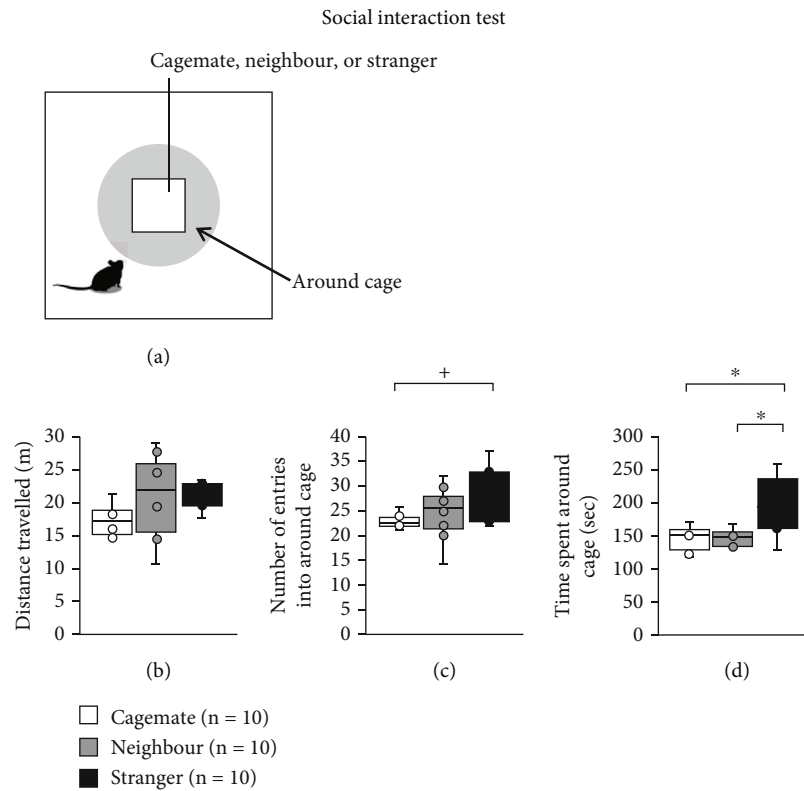 Social interaction test
Cagemate, neighbour, or stranger
Around cage
(a)
Distance travelled (m)
30
25
20
15
10
5
0
(b)
+
Number of entries
into around cage
40
35
30
25
20
15
10
5
0
(c)
*
*
Time spent around
cage (sec)
300
250
200
150
100
50
0
(d)
Cagemate (n = 10)
Neighbour (n = 10)
Stranger (n = 10)